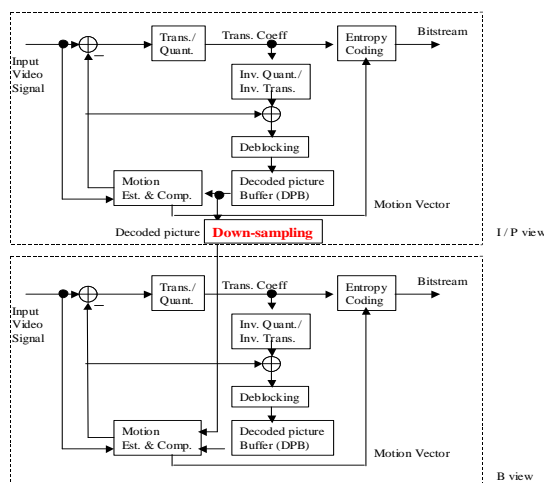 Trans./
Quant.
Trans. Coeff
Entropy
Coding
Bitstream
Input
Video
Signal
Inv. Quant./
Inv. Trans.
Deblocking
Motion
Est. & Comp.
Decoded picture
Buffer (DPB)
Motion Vector
Decoded picture
Down-sampling
I / P view
Trans./
Quant.
Trans. Coeff
Entropy
Coding
Bitstream
Input
Video
Signal
Inv. Quant./
Inv. Trans.
Deblocking
Motion
Est. & Comp.
Decoded picture
Buffer (DPB)
Motion Vector
B view